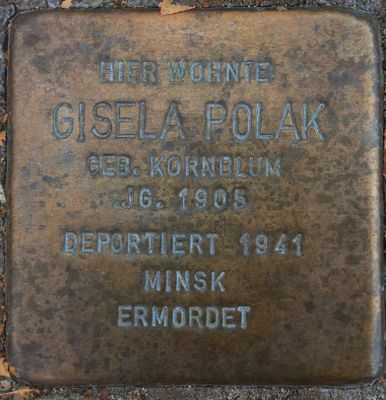 HIER WOHNTE
GISELA POLAK
GEB. KORNBLUM
JG. 1905
DEPORTIERT 1941
MINSK
ERMORDET